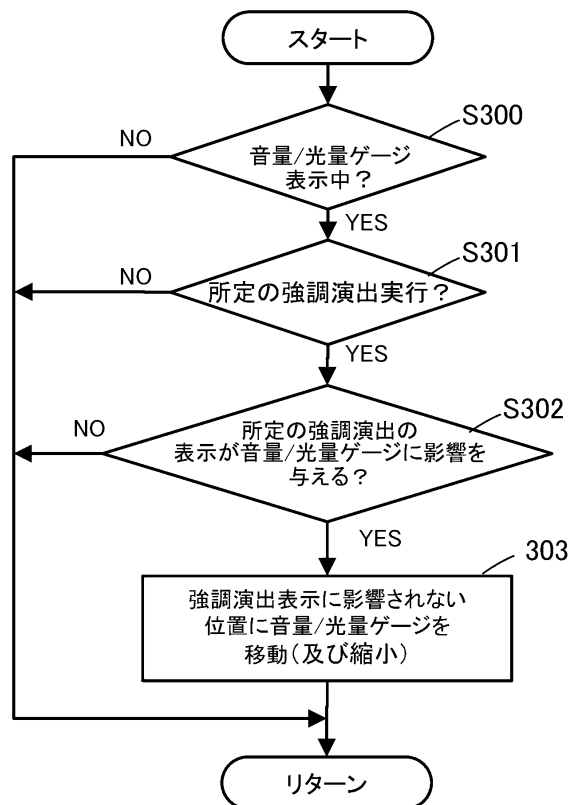 スタート
S300
NO
音量/光量ゲージ
表示中？
YES
S301
NO
所定の強調演出実行？
YES
S302
NO
所定の強調演出の
表示が音量/光量ゲージに影響を
与える？
YES
303
強調演出表示に影響されない
位置に音量/光量ゲージを
移動（及び縮小）
リターン